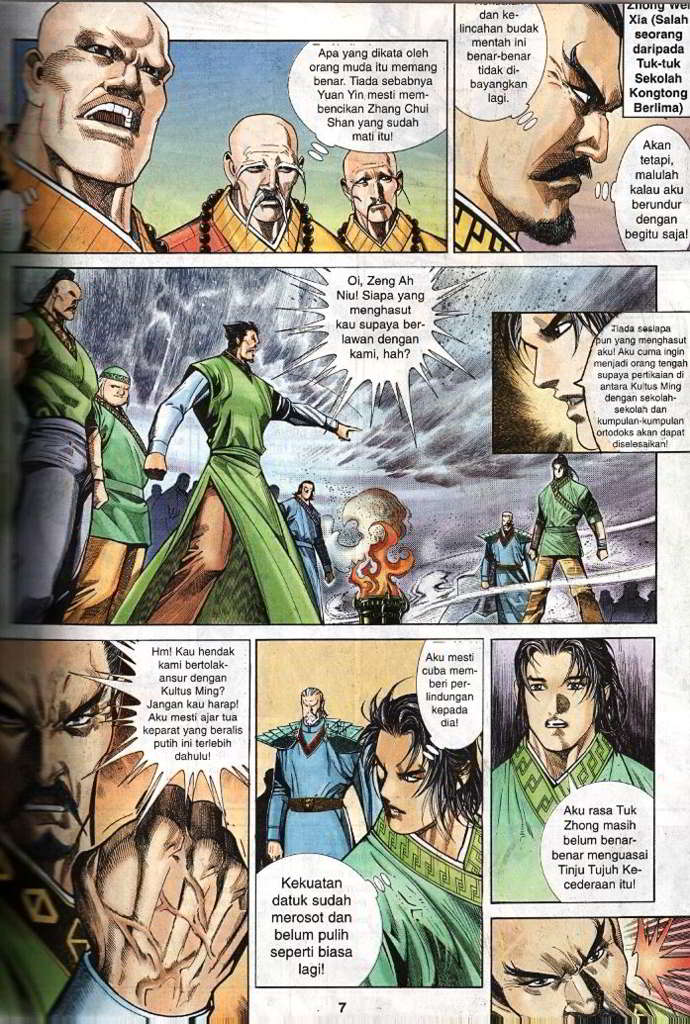 Apa yang dikata oleh
orang muda itu memang
benar. Tiada sebabnya
Yuan Yin mesti mem-
bencikan Zhang Chui
Shan yang sudah
mati itu!
dan ke-
lincahan budak
mentah ini
benar-benar
tidak di-
bayangkan
lagi.
Zhong Wei
Xia (Salah
seorang
daripada
Tuk-tuk
Sekolah
Kongtong
Berlima)
Akan
tetapi,
malulah
kalau aku
berundur
dengan
begitu saja!
Oi, Zeng Ah
Niu! Siapa yang
menghasut
kau supaya ber-
lawan dengan
kami, hah?
Tiada sesiapa
pun yang menghasut
aku! Aku cuma ingin
menjadi orang tengah
supaya pertikaian di
antara Kultus Ming
dengan sekolah-
sekolah dan
kumpulan-kumpulan
ortodoks akan dapat
diselesaikan!
Hm! Kau hendak
kami bertolak-
ansur dengan
Kultus Ming?
Jangan kau harap!
Aku mesti ajar tua
keparat yang beralis
putih ini terlebih
dahulu!
Aku mesti
cuba mem-
beri per-
lindungan
kepada
dia!
Kekuatan
datuk sudah
merosot dan
belum pulih
seperti biasa
lagi!
Aku rasa Tuk
Zhong masih
belum benar-
benar menguasai
Tinju Tujuh Ke-
cederaan itu!
7